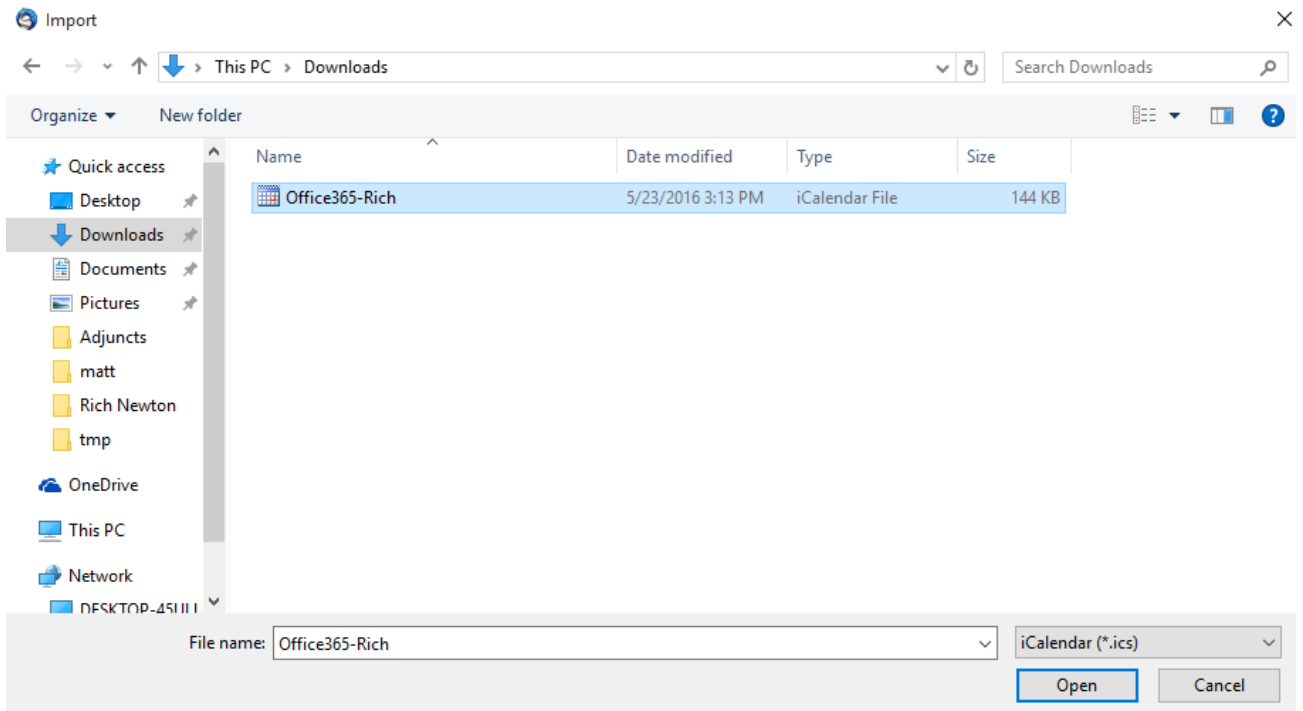 Import
This PC > Downloads
Search Downloads
Organize
New folder
Name
Date modified
Type
Size
Office365-Rich
5/23/2016 3:13 PM
iCalendar File
144 KB
Quick access
Desktop
Downloads
Documents
Pictures
Adjuncts
matt
Rich Newton
tmp
OneDrive
This PC
Network
File name:
Office365-Rich
iCalendar (*.ics)
Open
Cancel